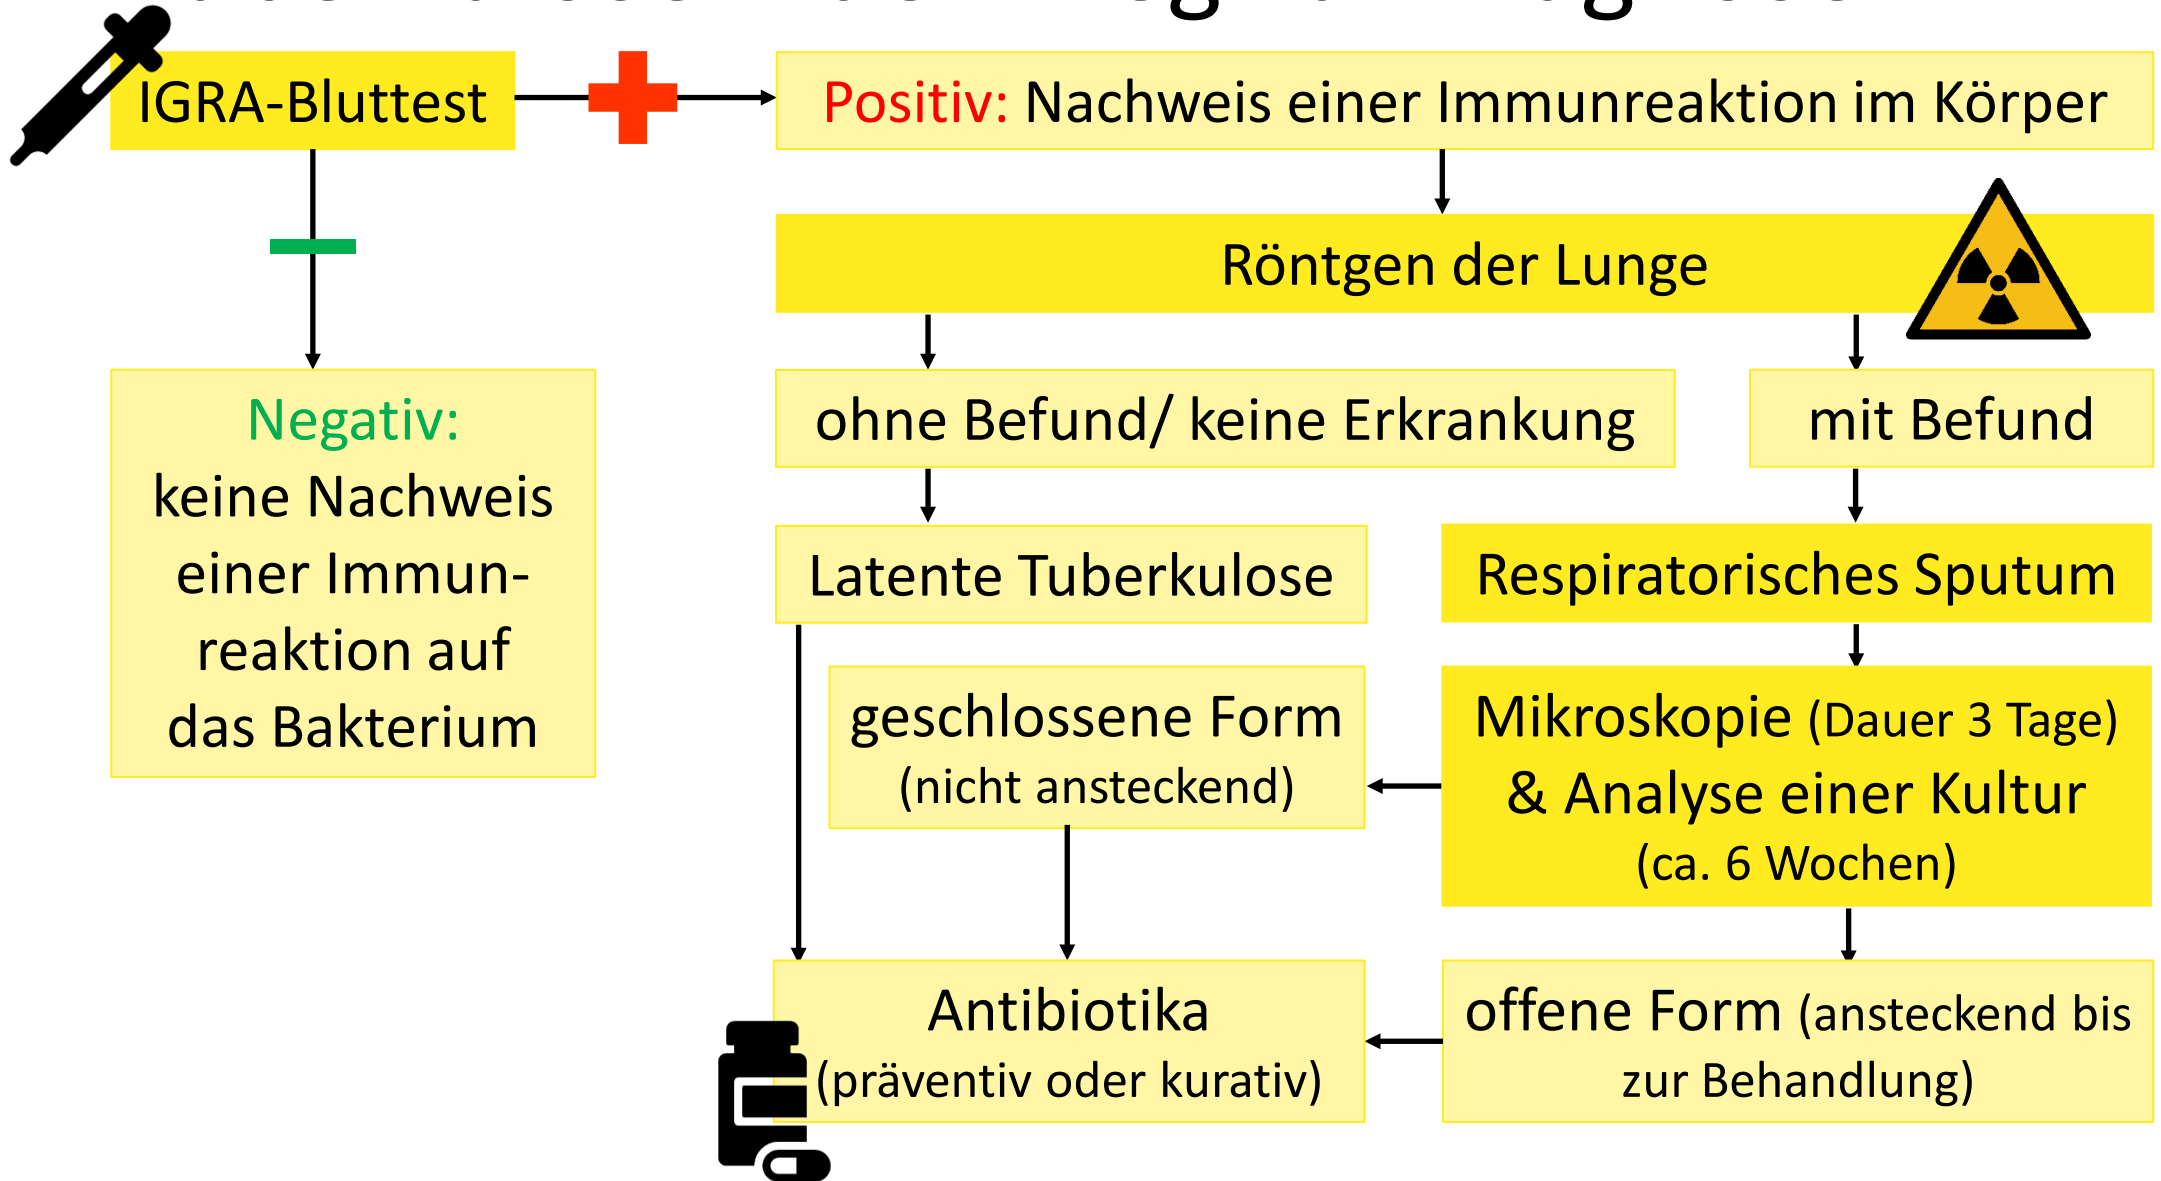 IGRA-Bluttest
Positiv: Nachweis einer Immunreaktion im Körper
Röntgen der Lunge
Negativ:
keine Nachweis
einer Immun-
reaktion auf
das Bakterium
ohne Befund/ keine Erkrankung
mit Befund
Latente Tuberkulose
Respiratorisches Sputum
geschlossene Form
(nicht ansteckend)
Mikroskopie (Dauer 3 Tage)
& Analyse einer Kultur
(ca. 6 Wochen)
Antibiotika
(präventiv oder kurativ)
offene Form (ansteckend bis
zur Behandlung)